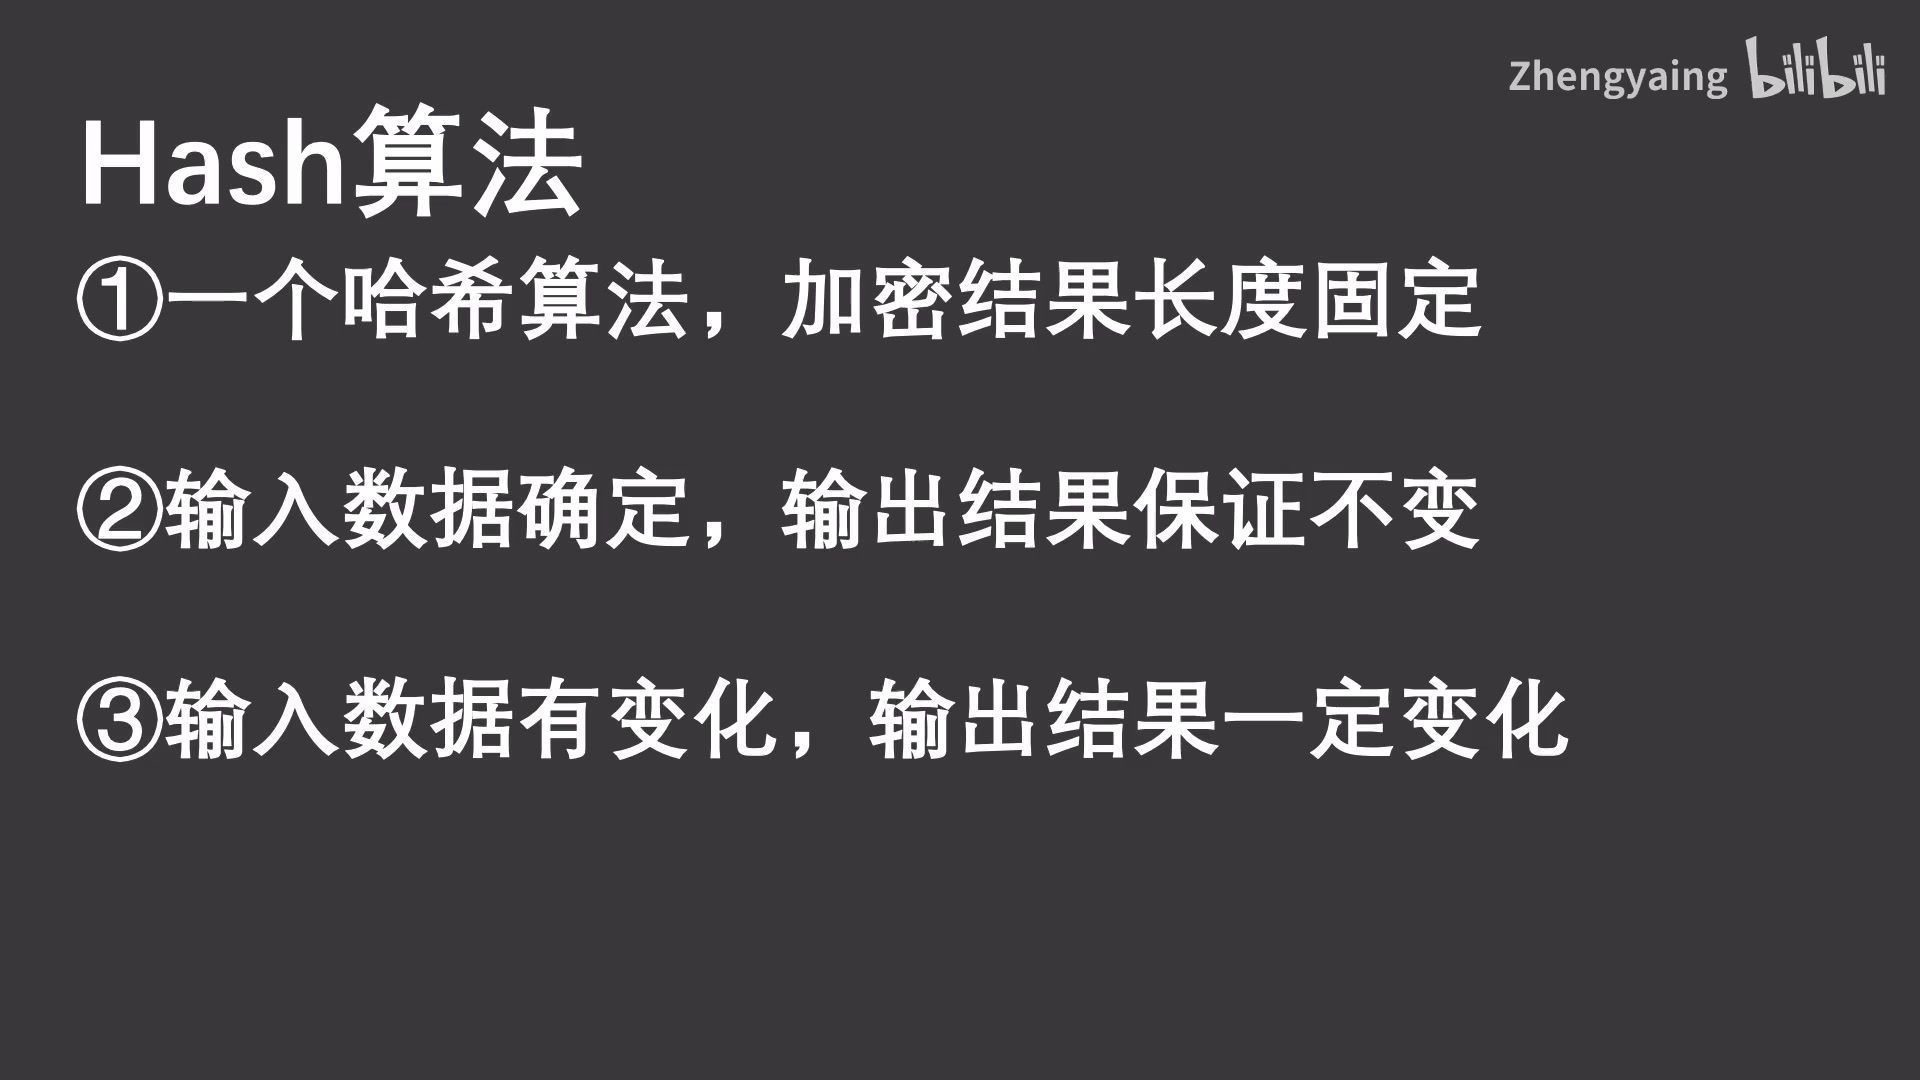 Zhengyaing bilibili
Hash算法
①一个哈希算法，加密结果长度固定
②输入数据确定，输出结果保证不变
③输入数据有变化，输出结果一定变化